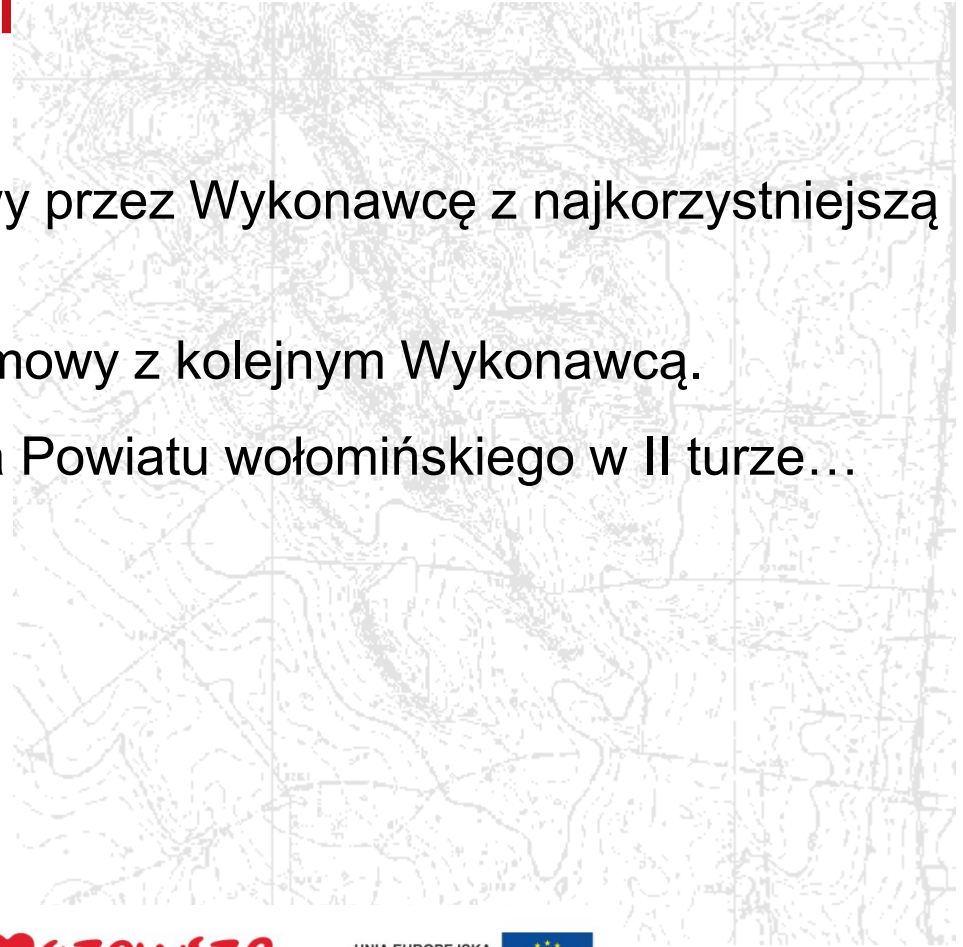 y przez Wykonawcę z najkorzystniejszą
mowy z kolejnym Wykonawcą.
Powiatu wołomińskiego w II turze…